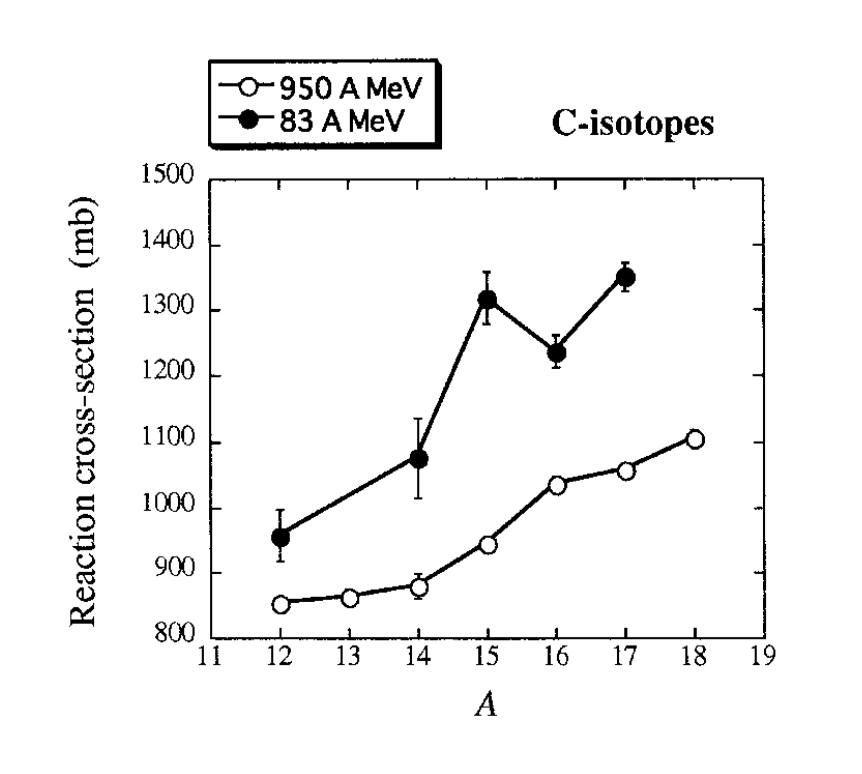 950 A MeV
83 A MeV
C-isotopes
Reaction cross-section (mb)
1500
1400
1300
1200
1100
1000
900
800
11 12 13 14 15 16 17 18 19
A